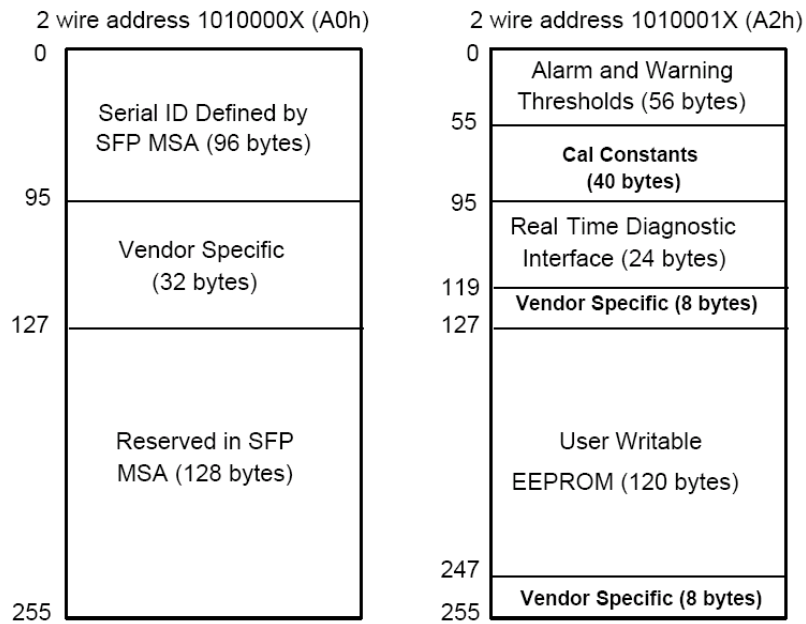 2 wire address 1010000X (A0h)
0
Serial ID Defined by
SFP MSA (96 bytes)
95
Vendor Specific
(32 bytes)
127
Reserved in SFP
MSA (128 bytes)
255
2 wire address 1010001X (A2h)
0
Alarm and Warning
Thresholds (56 bytes)
55
Cal Constants
(40 bytes)
95
Real Time Diagnostic
Interface (24 bytes)
119
Vendor Specific (8 bytes)
127
User Writable
EEPROM (120 bytes)
247
Vendor Specific (8 bytes)
255